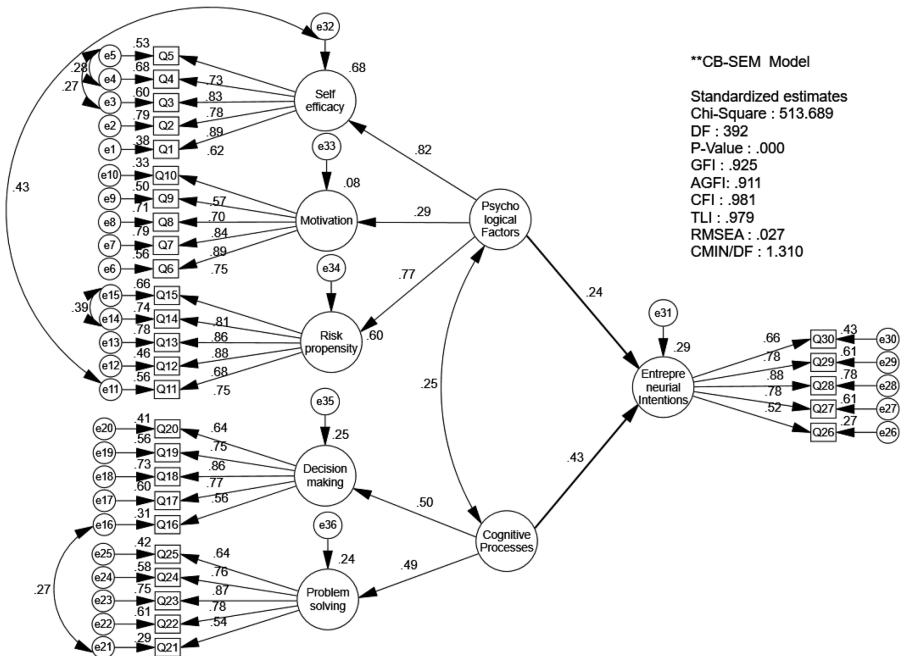 e32
e5 .53 Q5
.28 e4 .68 Q4 .73
.27 e3 .60 Q3 .83
e2 .79 Q2 .78
e1 .38 Q1 .89
.62
Self
efficacy
.68
e33
e10 .33 Q10
e9 .50 Q9 .57
e8 .71 Q8 .70
e7 .79 Q7 .84
e6 .56 Q6 .89
.75
Motivation
.08
.43
e34
e15 .66 Q15
.39 e14 .74 Q14 .81
e13 .78 Q13 .86
e12 .46 Q12 .88
e11 .56 Q11 .68
.75
Risk
propensity
.60
e35
e20 .41 Q20 .64
e19 .56 Q19 .75
e18 .73 Q18 .86
e17 .60 Q17 .77
e16 .31 Q16 .56
Decision
making
.25
e36
e25 .42 Q25 .64
e24 .58 Q24 .76
.27 e23 .75 Q23 .87
e22 .61 Q22 .78
e21 .29 Q21 .54
Problem
solving
.24
.82
.29
.77
Psycho
logical
Factors
.25
.50
.49
Cognitive
Processes
.24
.43
e31
.29
Entrepre
neurial
Intentions
.66 Q30 .43 e30
.78 Q29 .61 e29
.88 Q28 .78 e28
.78 Q27 .61 e27
.52 Q26 .27 e26
**CB-SEM Model
Standardized estimates
Chi-Square : 513.689
DF : 392
P-Value : .000
GFI : .925
AGFI: .911
CFI : .981
TLI : .979
RMSEA : .027
CMIN/DF : 1.310